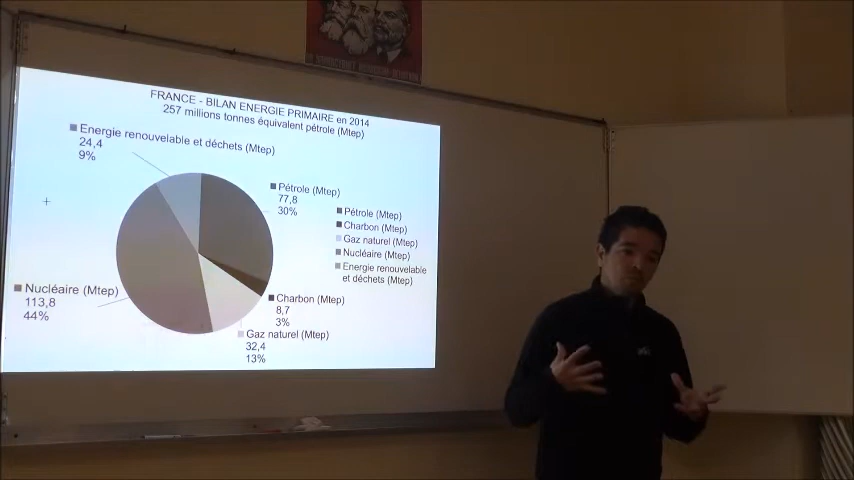 FRANCE - BILAN ENERGIE PRIMAIRE en 2014
257 millions tonnes équivalent pétrole (Mtep)
Energie renouvelable et déchets (Mtep)
24,4
9%
Pétrole (Mtep)
77,8
30%
Pétrole (Mtep)
Charbon (Mtep)
Gaz naturel (Mtep)
Nucléaire (Mtep)
Energie renouvelable
et déchets (Mtep)
Nucléaire (Mtep)
113,8
44%
Charbon (Mtep)
8,7
3%
Gaz naturel (Mtep)
32,4
13%